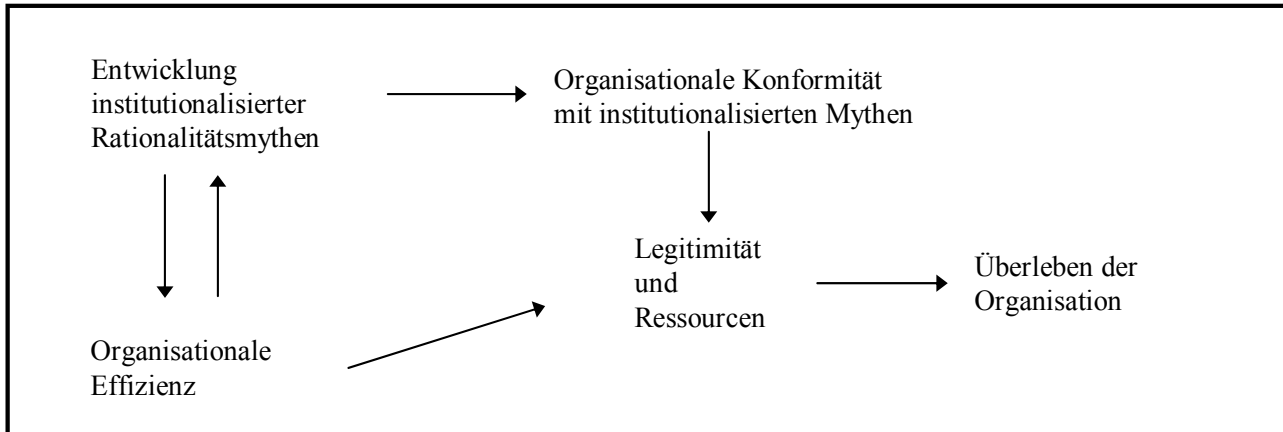 Entwicklung
institutionalisierter
Rationalitätsmythen
Organisationale Konformität
mit institutionalisierten Mythen
Legitimität
und
Ressourcen
Überleben der
Organisation
Organisationale
Effizienz